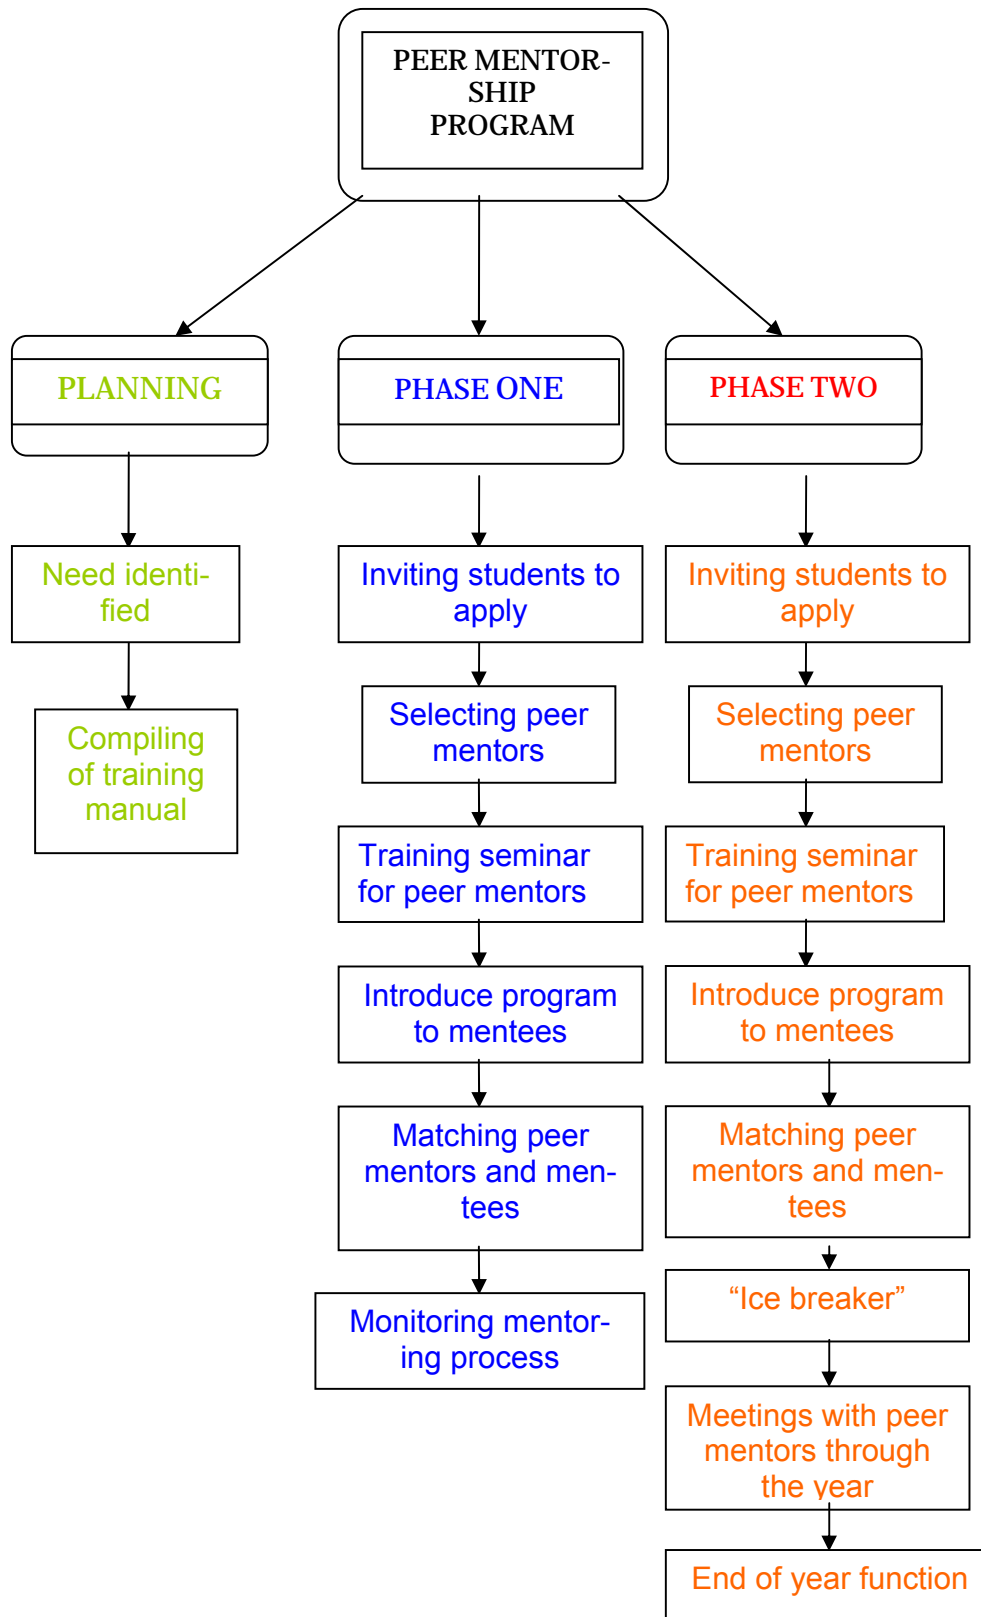 PEER MENTOR-
SHIP
PROGRAM
PLANNING
Need identi-
fied
Compiling
of training
manual
PHASE ONE
Inviting students to
apply
Selecting peer
mentors
Training seminar
for peer mentors
Introduce program
to mentees
Matching peer
mentors and men-
tees
Monitoring mentor-
ing process
PHASE TWO
Inviting students to
apply
Selecting peer
mentors
Training seminar
for peer mentors
Introduce program
to mentees
Matching peer
mentors and men-
tees
“Ice breaker”
Meetings with peer
mentors through
the year
End of year function